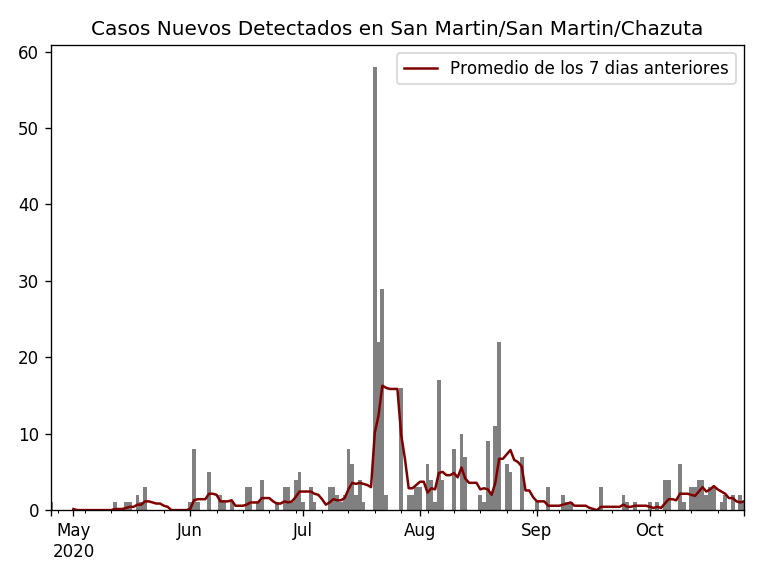 Casos Nuevos Detectados en San Martin/San Martin/Chazuta
Promedio de los 7 dias anteriores
60
50
40
30
20
10
0
May Jun Jul Aug Sep Oct
2020